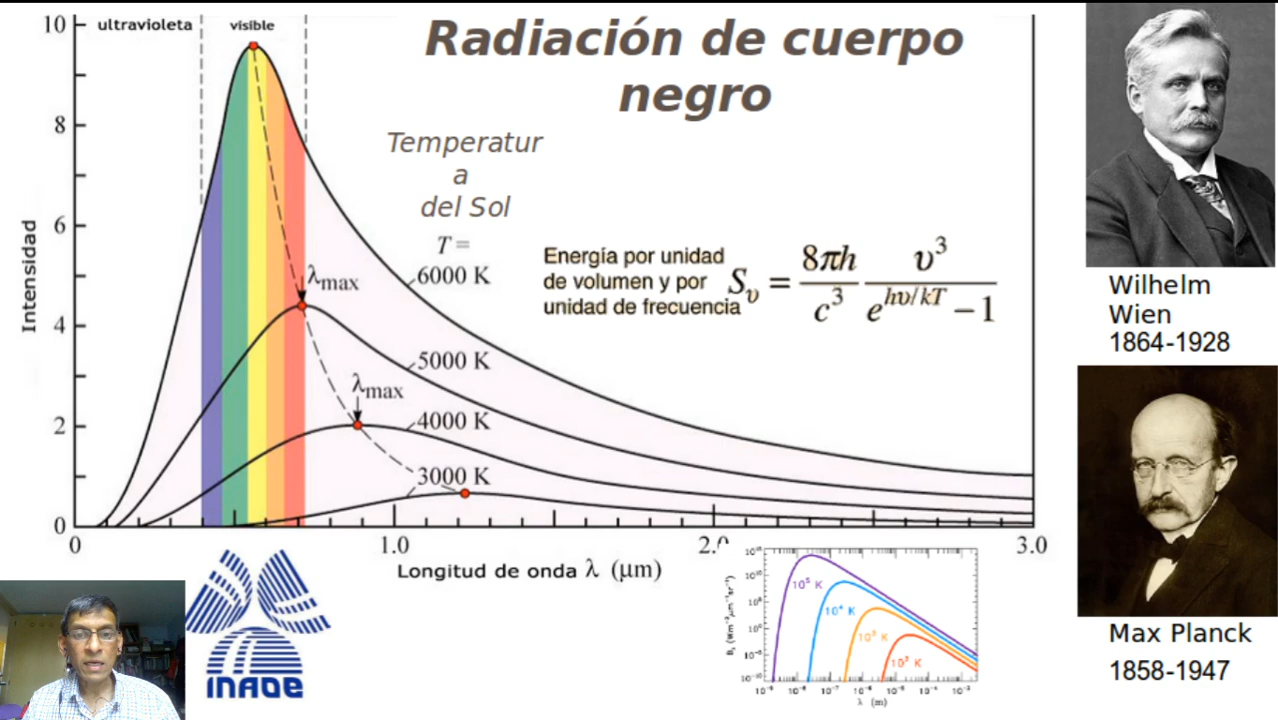 Radiación de cuerpo
negro
ultravioleta
visible
10
8
6
4
2
0
Intensidad
Temperatur
a
del Sol
T =
6000 K
5000 K
4000 K
3000 K
λmax
λmax
Energía por unidad
de volumen y por
unidad de frecuencia
Sυ = 8πh/c³ υ³/(e^hυ/kT − 1)
0 1.0 2.0 3.0
Longitud de onda λ (μm)
Wilhelm
Wien
1864-1928
Max Planck
1858-1947
INAOE
10⁵ K
10⁴ K
10³ K
10² K
λ (m)